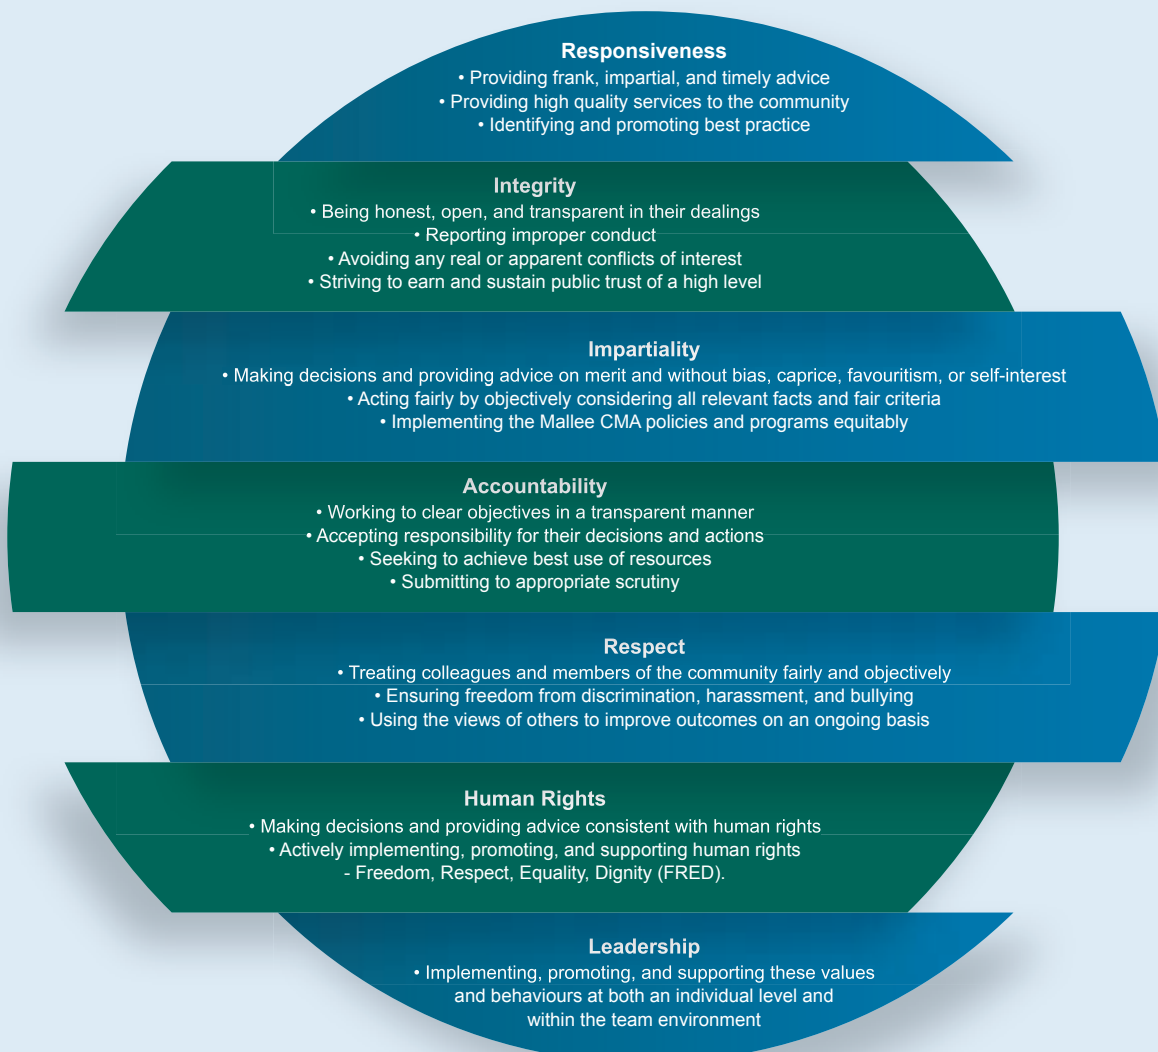 Responsiveness
• Providing frank, impartial, and timely advice
• Providing high quality services to the community
• Identifying and promoting best practice
Integrity
• Being honest, open, and transparent in their dealings
• Reporting improper conduct
• Avoiding any real or apparent conflicts of interest
• Striving to earn and sustain public trust of a high level
Impartiality
• Making decisions and providing advice on merit and without bias, caprice, favouritism, or self-interest
• Acting fairly by objectively considering all relevant facts and fair criteria
• Implementing the Mallee CMA policies and programs equitably
Accountability
• Working to clear objectives in a transparent manner
• Accepting responsibility for their decisions and actions
• Seeking to achieve best use of resources
• Submitting to appropriate scrutiny
Respect
• Treating colleagues and members of the community fairly and objectively
• Ensuring freedom from discrimination, harassment, and bullying
• Using the views of others to improve outcomes on an ongoing basis
Human Rights
• Making decisions and providing advice consistent with human rights
• Actively implementing, promoting, and supporting human rights
- Freedom, Respect, Equality, Dignity (FRED).
Leadership
• Implementing, promoting, and supporting these values
and behaviours at both an individual level and
within the team environment